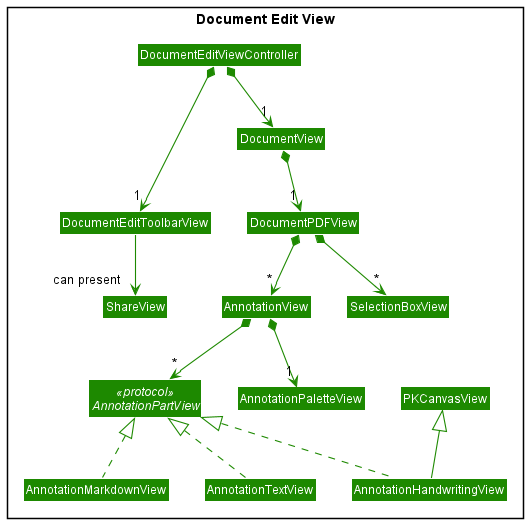 Document Edit View
DocumentEditViewController
1
DocumentView
1
1
DocumentEditToolbarView
DocumentPDFView
can present
*
*
ShareView
AnnotationView
SelectionBoxView
*
1
«protocol»
AnnotationPartView
AnnotationPaletteView
PKCanvasView
AnnotationMarkdownView
AnnotationTextView
AnnotationHandwritingView